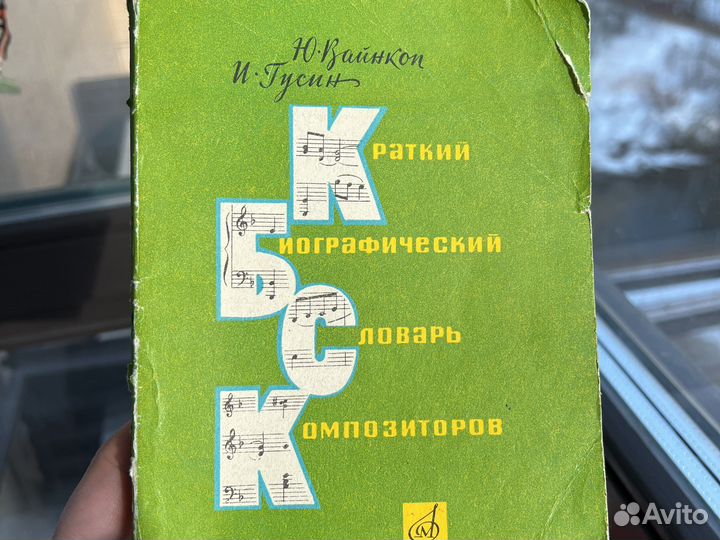 Ю. Вайнкоп
И. Гусин
Краткий
Биографический
Словарь
Композиторов
Avito